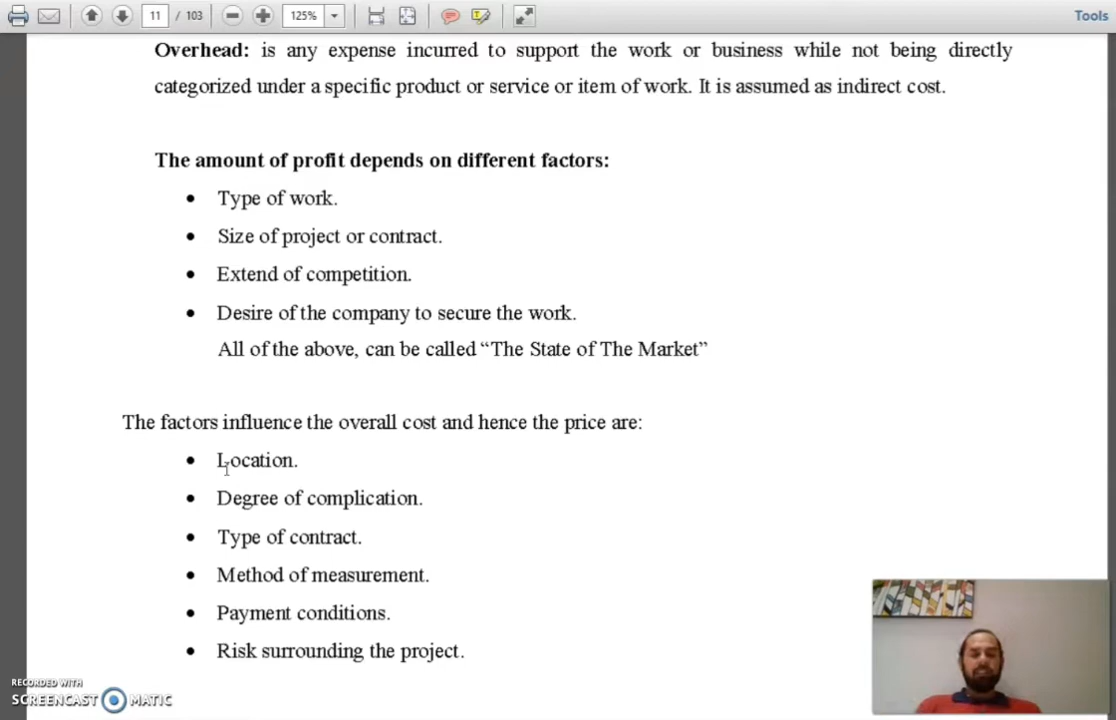 11 / 103 125% Tools
Overhead: is any expense incurred to support the work or business while not being directly
categorized under a specific product or service or item of work. It is assumed as indirect cost.
The amount of profit depends on different factors:
• Type of work.
• Size of project or contract.
• Extend of competition.
• Desire of the company to secure the work.
All of the above, can be called “The State of The Market”
The factors influence the overall cost and hence the price are:
• Location.
• Degree of complication.
• Type of contract.
• Method of measurement.
• Payment conditions.
• Risk surrounding the project.
RECORDED WITH
SCREENCAST MATIC